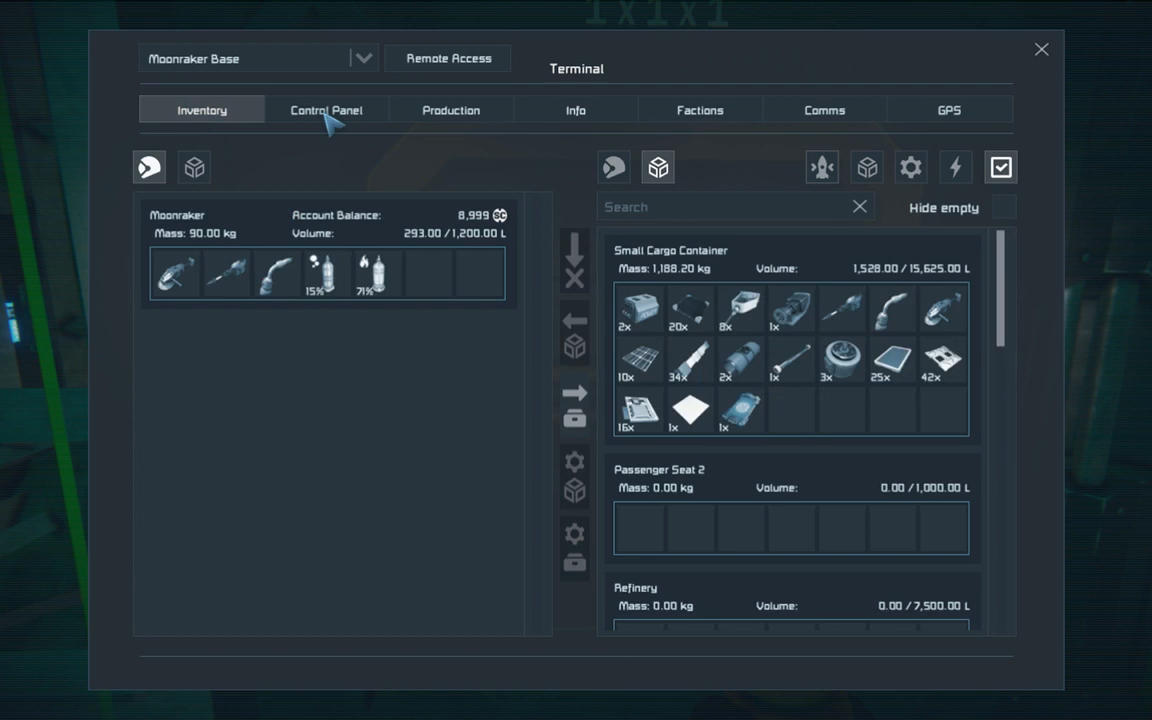 1x1x1
Moonraker Base
Remote Access
Terminal
Inventory
Control Panel
Production
Info
Factions
Comms
GPS
Search
Hide empty
Moonraker
Account Balance:
8,999 SC
Mass: 90.00 kg
Volume:
293.00 / 1,200.00 L
15%
71%
Small Cargo Container
Mass: 1,188.20 kg
Volume:
1,528.00 / 15,625.00 L
2x
20x
8x
1x
10x
34x
2x
1x
3x
25x
42x
16x
1x
1x
Passenger Seat 2
Mass: 0.00 kg
Volume:
0.00 / 1,000.00 L
Refinery
Mass: 0.00 kg
Volume:
0.00 / 7,500.00 L